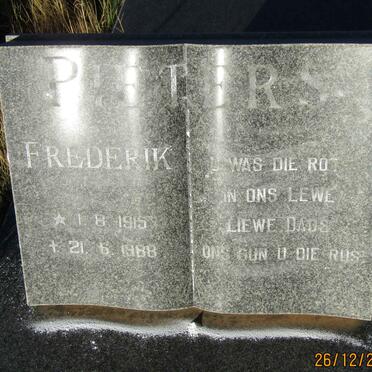 PIETERS
FREDERIK
* 1.8.1915
+ 21.6.1988
U WAS DIE ROT
IN ONS LEWE
LIEWE DADS
ONS GUN U DIE RUS
26/12/2